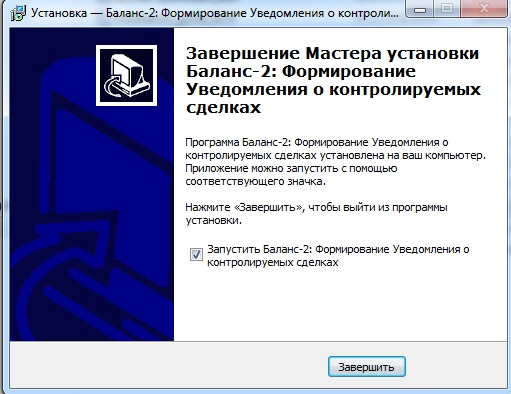 Установка — Баланс-2: Формирование Уведомления о контроли...
Завершение Мастера установки
Баланс-2: Формирование
Уведомления о контролируемых
сделках
Программа Баланс-2: Формирование Уведомления о
контролируемых сделках установлена на ваш компьютер.
Приложение можно запустить с помощью
соответствующего значка.
Нажмите «Завершить», чтобы выйти из программы
установки.
Запустить Баланс-2: Формирование Уведомления о
контролируемых сделках
Завершить